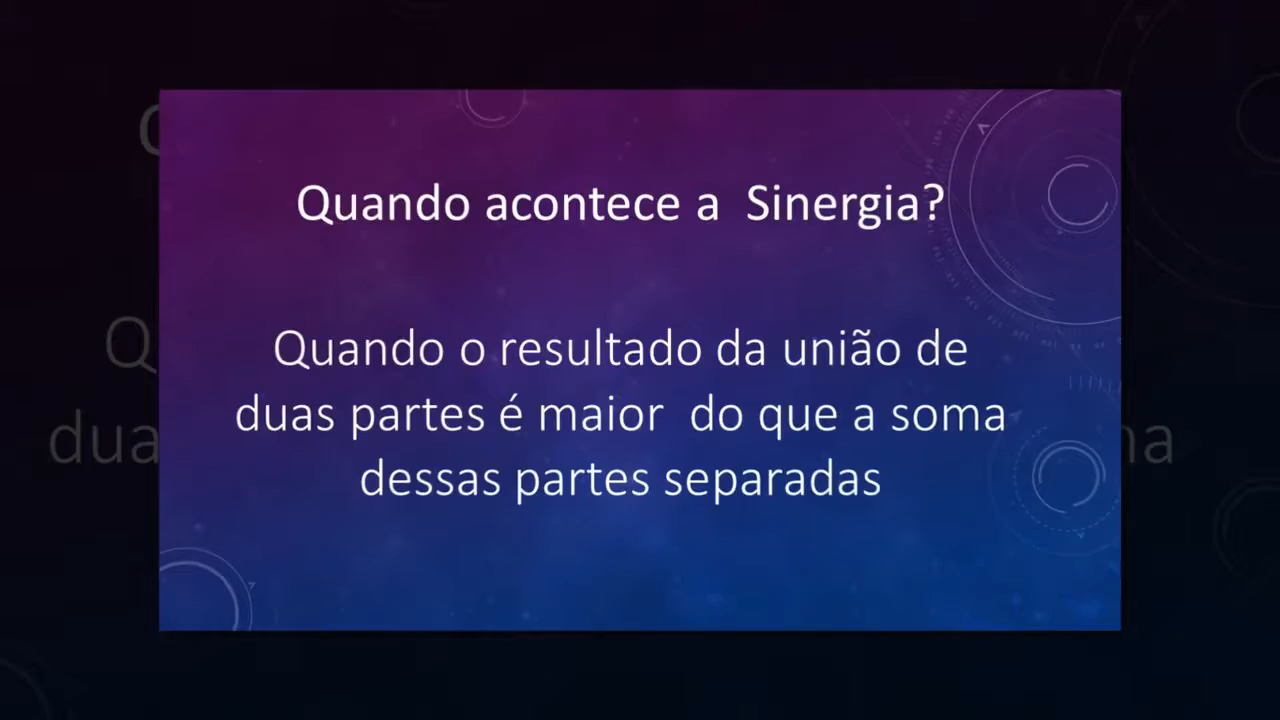 Quando acontece a  Sinergia?
Quando o resultado da união de
duas partes é maior  do que a soma
dessas partes separadas